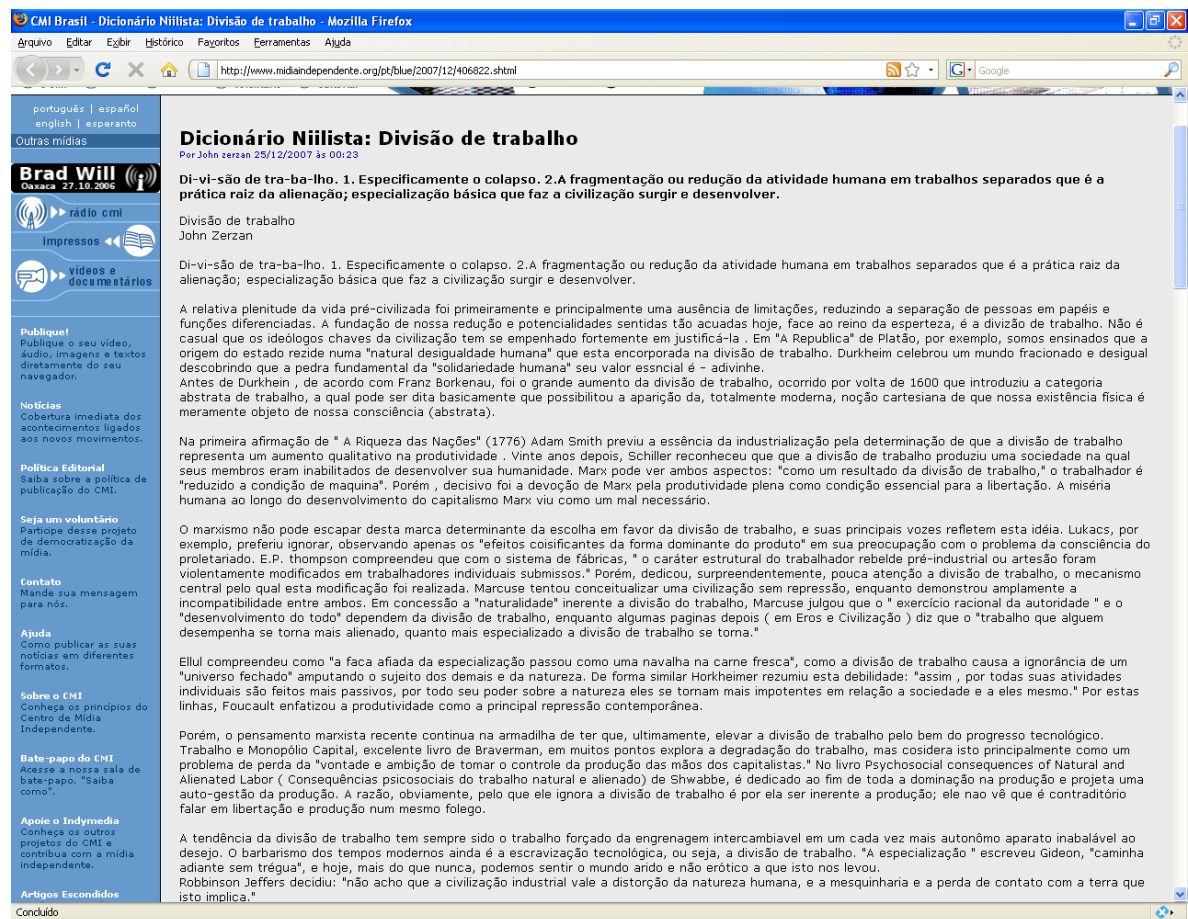 CMI Brasil - Dicionário Niilista: Divisão de trabalho - Mozilla Firefox
Arquivo Editar Exibir Histórico Favoritos Ferramentas Ajuda
http://www.midiaindependente.org/pt/blue/2007/12/406822.shtml
Google
português | español
english | esperanto
Outras mídias
Brad Will
Oaxaca 27.10.2006
rádio cmi
impressos
vídeos e
documentários
Publique!
Publique o seu vídeo,
áudio, imagens e textos
diretamente do seu
navegador.
Notícias
Cobertura imediata dos
acontecimentos ligados
aos novos movimentos.
Política Editorial
Saiba sobre a política de
publicação do CMI.
Seja um voluntário
Participe desse projeto
de democratização da
mídia.
Contato
Mande sua mensagem
para nós.
Ajuda
Como publicar as suas
notícias em diferentes
formatos.
Sobre o CMI
Conheça os princípios do
Centro de Mídia
Independente.
Bate-papo do CMI
Acesse a nossa sala de
bate-papo. "Saiba
como".
Apoie o Indymedia
Conheça os outros
projetos do CMI e
contribua com a mídia
independente.
Artigos Escondidos
Dicionário Niilista: Divisão de trabalho
Por John zerzan 25/12/2007 às 00:23
Di-vi-são de tra-ba-lho. 1. Especificamente o colapso. 2.A fragmentação ou redução da atividade humana em trabalhos separados que é a
prática raiz da alienação; especialização básica que faz a civilização surgir e desenvolver.
Divisão de trabalho
John Zerzan
Di-vi-são de tra-ba-lho. 1. Especificamente o colapso. 2.A fragmentação ou redução da atividade humana em trabalhos separados que é a prática raiz da
alienação; especialização básica que faz a civilização surgir e desenvolver.
A relativa plenitude da vida pré-civilizada foi primeiramente e principalmente uma ausência de limitações, reduzindo a separação de pessoas em papéis e
funções diferenciadas. A fundação de nossa redução e potencialidades sentidas tão acuadas hoje, face ao reino da esperteza, é a divizão de trabalho. Não é
casual que os ideólogos chaves da civilização tem se empenhado fortemente em justificá-la . Em "A Republica" de Platão, por exemplo, somos ensinados que a
origem do estado rezide numa "natural desigualdade humana" que esta encorporada na divisão de trabalho. Durkheim celebrou um mundo fracionado e desigual
descobrindo que a pedra fundamental da "solidariedade humana" seu valor essncial é - adivinhe.
Antes de Durkhein , de acordo com Franz Borkenau, foi o grande aumento da divisão de trabalho, ocorrido por volta de 1600 que introduziu a categoria
abstrata de trabalho, a qual pode ser dita basicamente que possibilitou a aparição da, totalmente moderna, noção cartesiana de que nossa existência física é
meramente objeto de nossa consciência (abstrata).
Na primeira afirmação de " A Riqueza das Nações" (1776) Adam Smith previu a essência da industrialização pela determinação de que a divisão de trabalho
representa um aumento qualitativo na produtividade . Vinte anos depois, Schiller reconheceu que que a divisão de trabalho produziu uma sociedade na qual
seus membros eram inabilitados de desenvolver sua humanidade. Marx pode ver ambos aspectos: "como um resultado da divisão de trabalho," o trabalhador é
"reduzido a condição de maquina". Porém , decisivo foi a devoção de Marx pela produtividade plena como condição essencial para a libertação. A miséria
humana ao longo do desenvolvimento do capitalismo Marx viu como um mal necessário.
O marxismo não pode escapar desta marca determinante da escolha em favor da divisão de trabalho, e suas principais vozes refletem esta idéia. Lukacs, por
exemplo, preferiu ignorar, observando apenas os "efeitos coisificantes da forma dominante do produto" em sua preocupação com o problema da consciência do
proletariado. E.P. thompson compreendeu que com o sistema de fábricas, " o caráter estrutural do trabalhador rebelde pré-industrial ou artesão foram
violentamente modificados em trabalhadores individuais submissos." Porém, dedicou, surpreendentemente, pouca atenção a divisão de trabalho, o mecanismo
central pelo qual esta modificação foi realizada. Marcuse tentou conceitualizar uma civilização sem repressão, enquanto demonstrou amplamente a
incompatibilidade entre ambos. Em concessão a "naturalidade" inerente a divisão do trabalho, Marcuse julgou que o " exercício racional da autoridade " e o
"desenvolvimento do todo" dependem da divisão de trabalho, enquanto algumas paginas depois ( em Eros e Civilização ) diz que o "trabalho que alguem
desempenha se torna mais alienado, quanto mais especializado a divisão de trabalho se torna."
Ellul compreendeu como "a faca afiada da especialização passou como uma navalha na carne fresca", como a divisão de trabalho causa a ignorância de um
"universo fechado" amputando o sujeito dos demais e da natureza. De forma similar Horkheimer rezumiu esta debilidade: "assim , por todas suas atividades
individuais são feitos mais passivos, por todo seu poder sobre a natureza eles se tornam mais impotentes em relação a sociedade e a eles mesmo." Por estas
linhas, Foucault enfatizou a produtividade como a principal repressão contemporânea.
Porém, o pensamento marxista recente continua na armadilha de ter que, ultimamente, elevar a divisão de trabalho pelo bem do progresso tecnológico.
Trabalho e Monopólio Capital, excelente livro de Braverman, em muitos pontos explora a degradação do trabalho, mas cosidera isto principalmente como um
problema de perda da "vontade e ambição de tomar o controle da produção das mãos dos capitalistas." No livro Psychosocial consequences of Natural and
Alienated Labor ( Consequências psicosociais do trabalho natural e alienado) de Shwabbe, é dedicado ao fim de toda a dominação na produção e projeta uma
auto-gestão da produção. A razão, obviamente, pelo que ele ignora a divisão de trabalho é por ela ser inerente a produção; ele nao vê que é contraditório
falar em libertação e produção num mesmo folego.
A tendência da divisão de trabalho tem sempre sido o trabalho forçado da engrenagem intercambiavel em um cada vez mais autonômo aparato inabalável ao
desejo. O barbarismo dos tempos modernos ainda é a escravização tecnológica, ou seja, a divisão de trabalho. "A especialização " escreveu Gideon, "caminha
adiante sem trégua", e hoje, mais do que nunca, podemos sentir o mundo arido e não erótico a que isto nos levou.
Robbinson Jeffers decidiu: "não acho que a civilização industrial vale a distorção da natureza humana, e a mesquinharia e a perda de contato com a terra que
isto implica."
Concluído